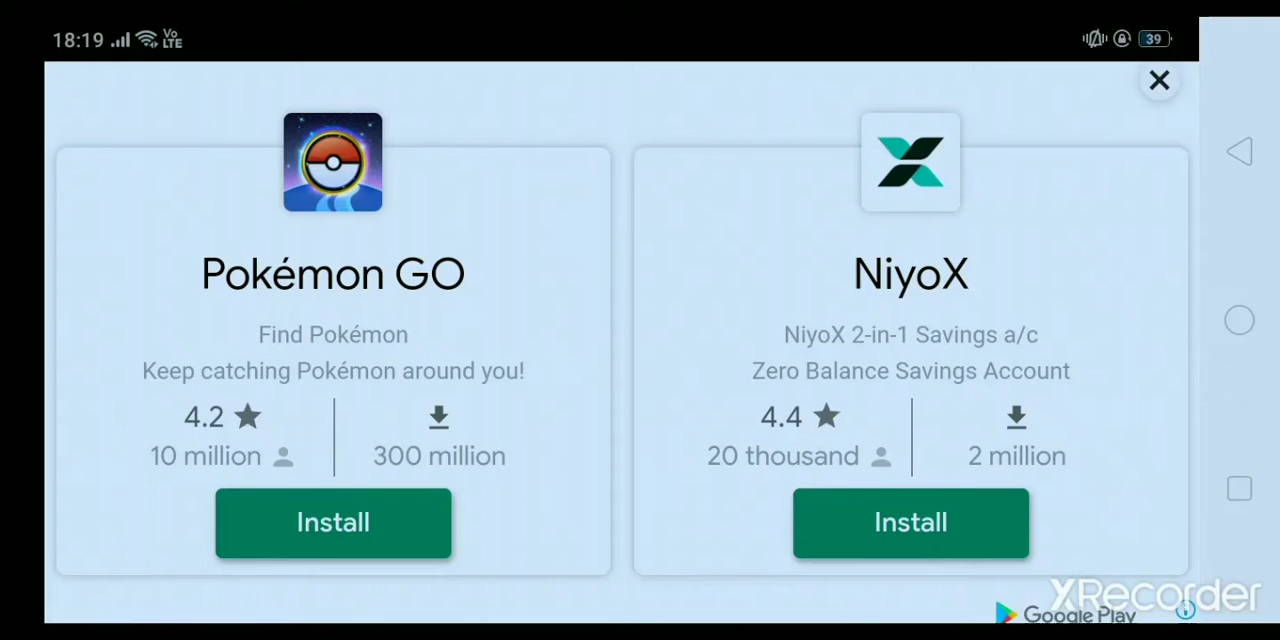 18:19 Vo LTE 39
Pokémon GO
Find Pokémon
Keep catching Pokémon around you!
4.2
10 million
300 million
Install
NiyoX
NiyoX 2-in-1 Savings a/c
Zero Balance Savings Account
4.4
20 thousand
2 million
Install
Google Play
XRecorder